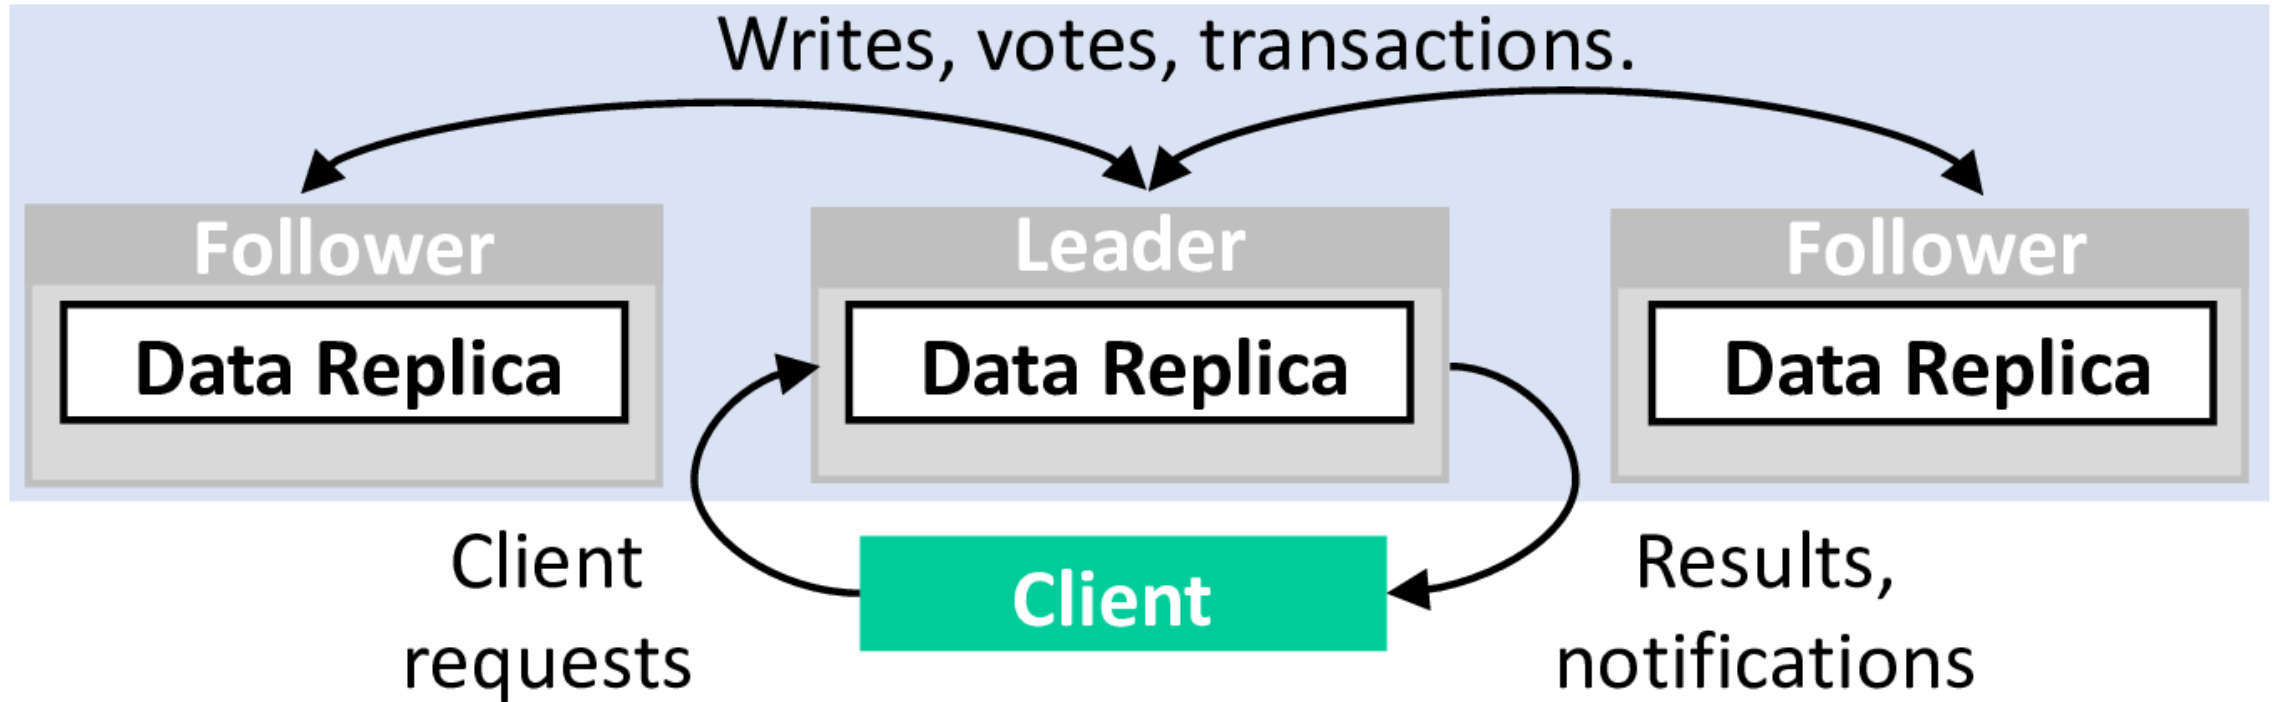 Writes, votes, transactions.
Follower
Leader
Follower
Data Replica
Data Replica
Data Replica
Client
requests
Client
Results,
notifications